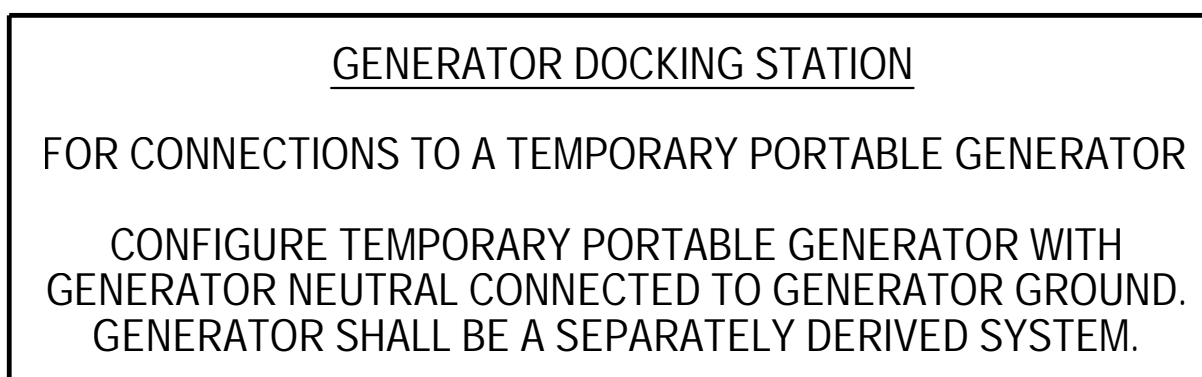 GENERATOR DOCKING STATION
FOR CONNECTIONS TO A TEMPORARY PORTABLE GENERATOR
CONFIGURE TEMPORARY PORTABLE GENERATOR WITH
GENERATOR NEUTRAL CONNECTED TO GENERATOR GROUND.
GENERATOR SHALL BE A SEPARATELY DERIVED SYSTEM.